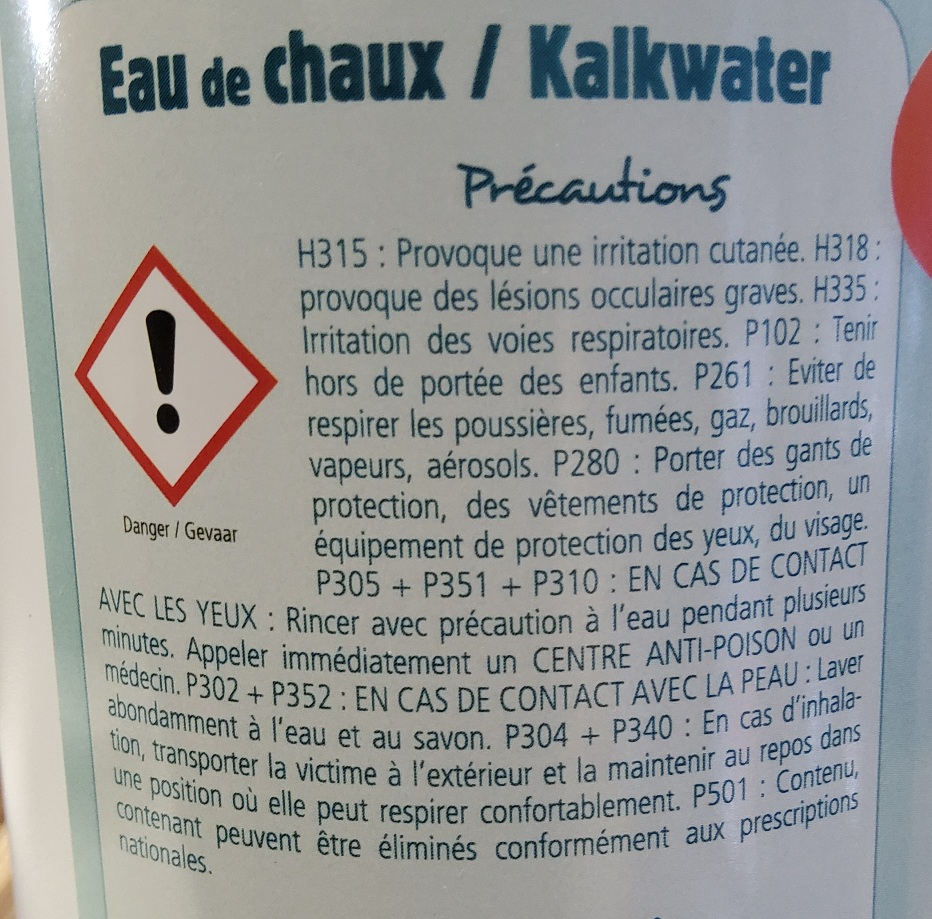 Eau de chaux / Kalkwater
Précautions
H315 : Provoque une irritation cutanée. H318 :
provoque des lésions occulaires graves. H335 :
Irritation des voies respiratoires. P102 : Tenir
hors de portée des enfants. P261 : Eviter de
respirer les poussières, fumées, gaz, brouillards,
vapeurs, aérosols. P280 : Porter des gants de
protection, des vêtements de protection, un
équipement de protection des yeux, du visage.
P305 + P351 + P310 : EN CAS DE CONTACT
Danger / Gevaar
AVEC LES YEUX : Rincer avec précaution à l'eau pendant plusieurs
minutes. Appeler immédiatement un CENTRE ANTI-POISON ou un
médecin. P302 + P352 : EN CAS DE CONTACT AVEC LA PEAU : Laver
abondamment à l'eau et au savon. P304 + P340 : En cas d'inhala-
tion, transporter la victime à l'extérieur et la maintenir au repos dans
une position où elle peut respirer confortablement. P501 : Contenu,
contenant peuvent être éliminés conformément aux prescriptions
nationales.